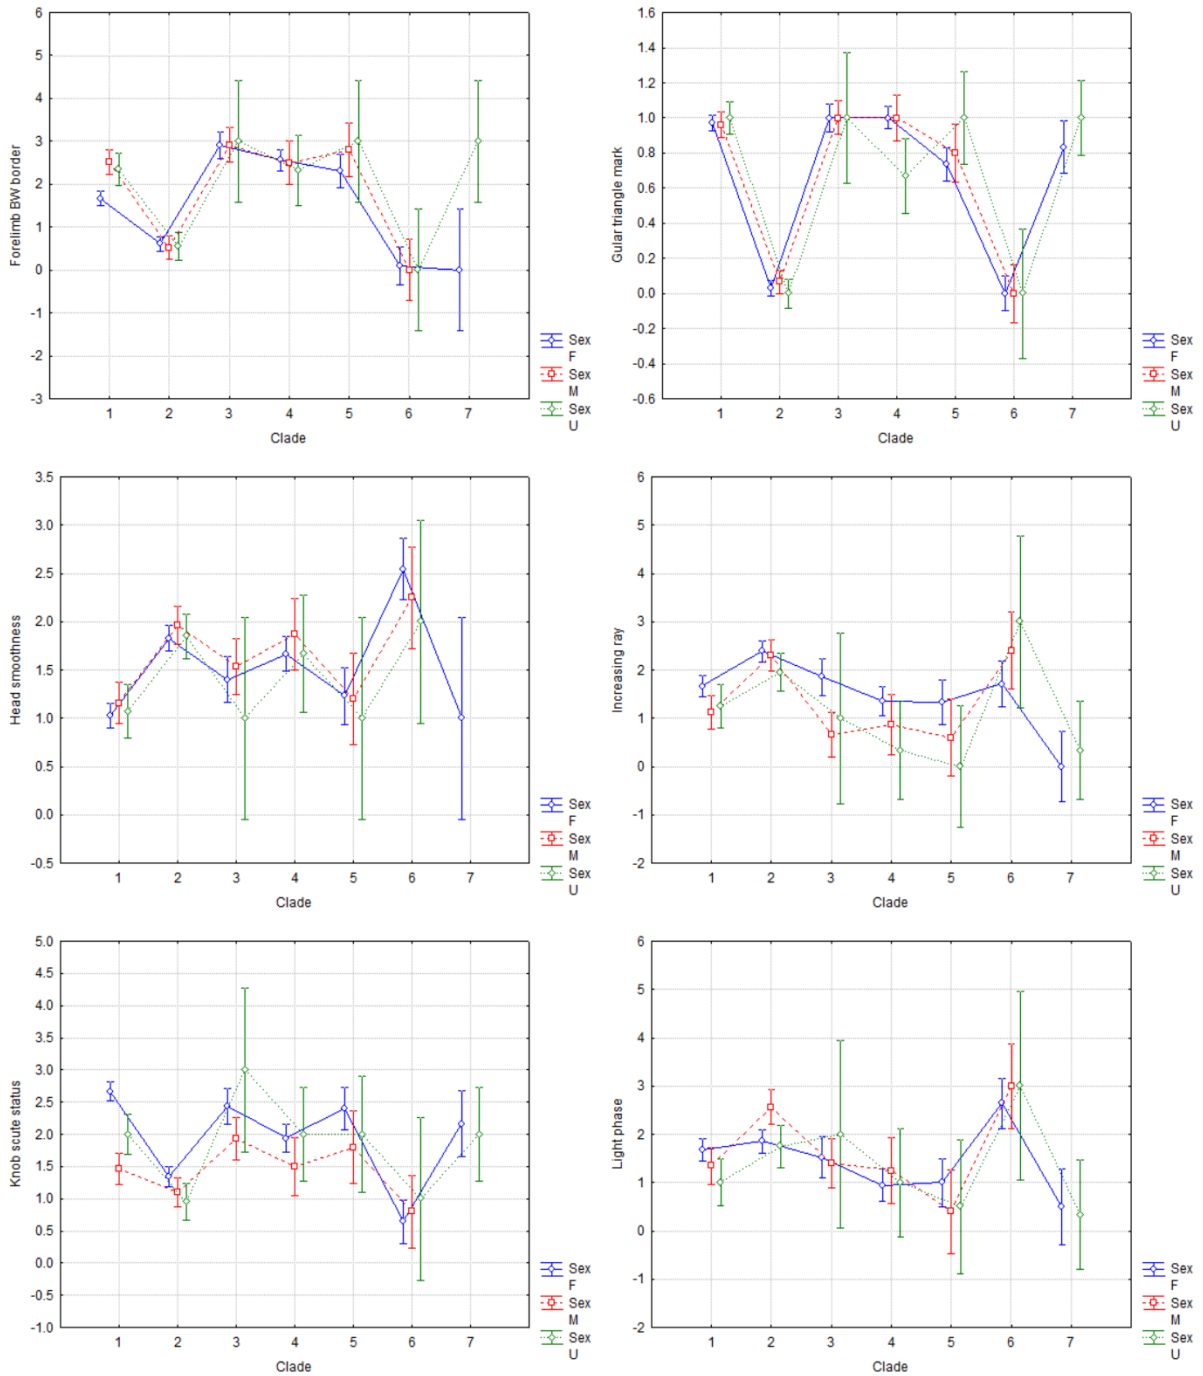 6
5
4
3
2
1
0
-1
-2
-3
Forelimb BW border
1 2 3 4 5 6 7
Clade
Sex
F
Sex
M
Sex
U
1.6
1.4
1.2
1.0
0.8
0.6
0.4
0.2
0.0
-0.2
-0.4
-0.6
Gular triangle mark
1 2 3 4 5 6 7
Clade
Sex
F
Sex
M
Sex
U
3.5
3.0
2.5
2.0
1.5
1.0
0.5
0.0
-0.5
Head smoothness
1 2 3 4 5 6 7
Clade
Sex
F
Sex
M
Sex
U
6
5
4
3
2
1
0
-1
-2
Increasing ray
1 2 3 4 5 6 7
Clade
Sex
F
Sex
M
Sex
U
5.0
4.5
4.0
3.5
3.0
2.5
2.0
1.5
1.0
0.5
0.0
-0.5
-1.0
Knob scute status
1 2 3 4 5 6 7
Clade
Sex
F
Sex
M
Sex
U
6
5
4
3
2
1
0
-1
-2
Light phase
1 2 3 4 5 6 7
Clade
Sex
F
Sex
M
Sex
U